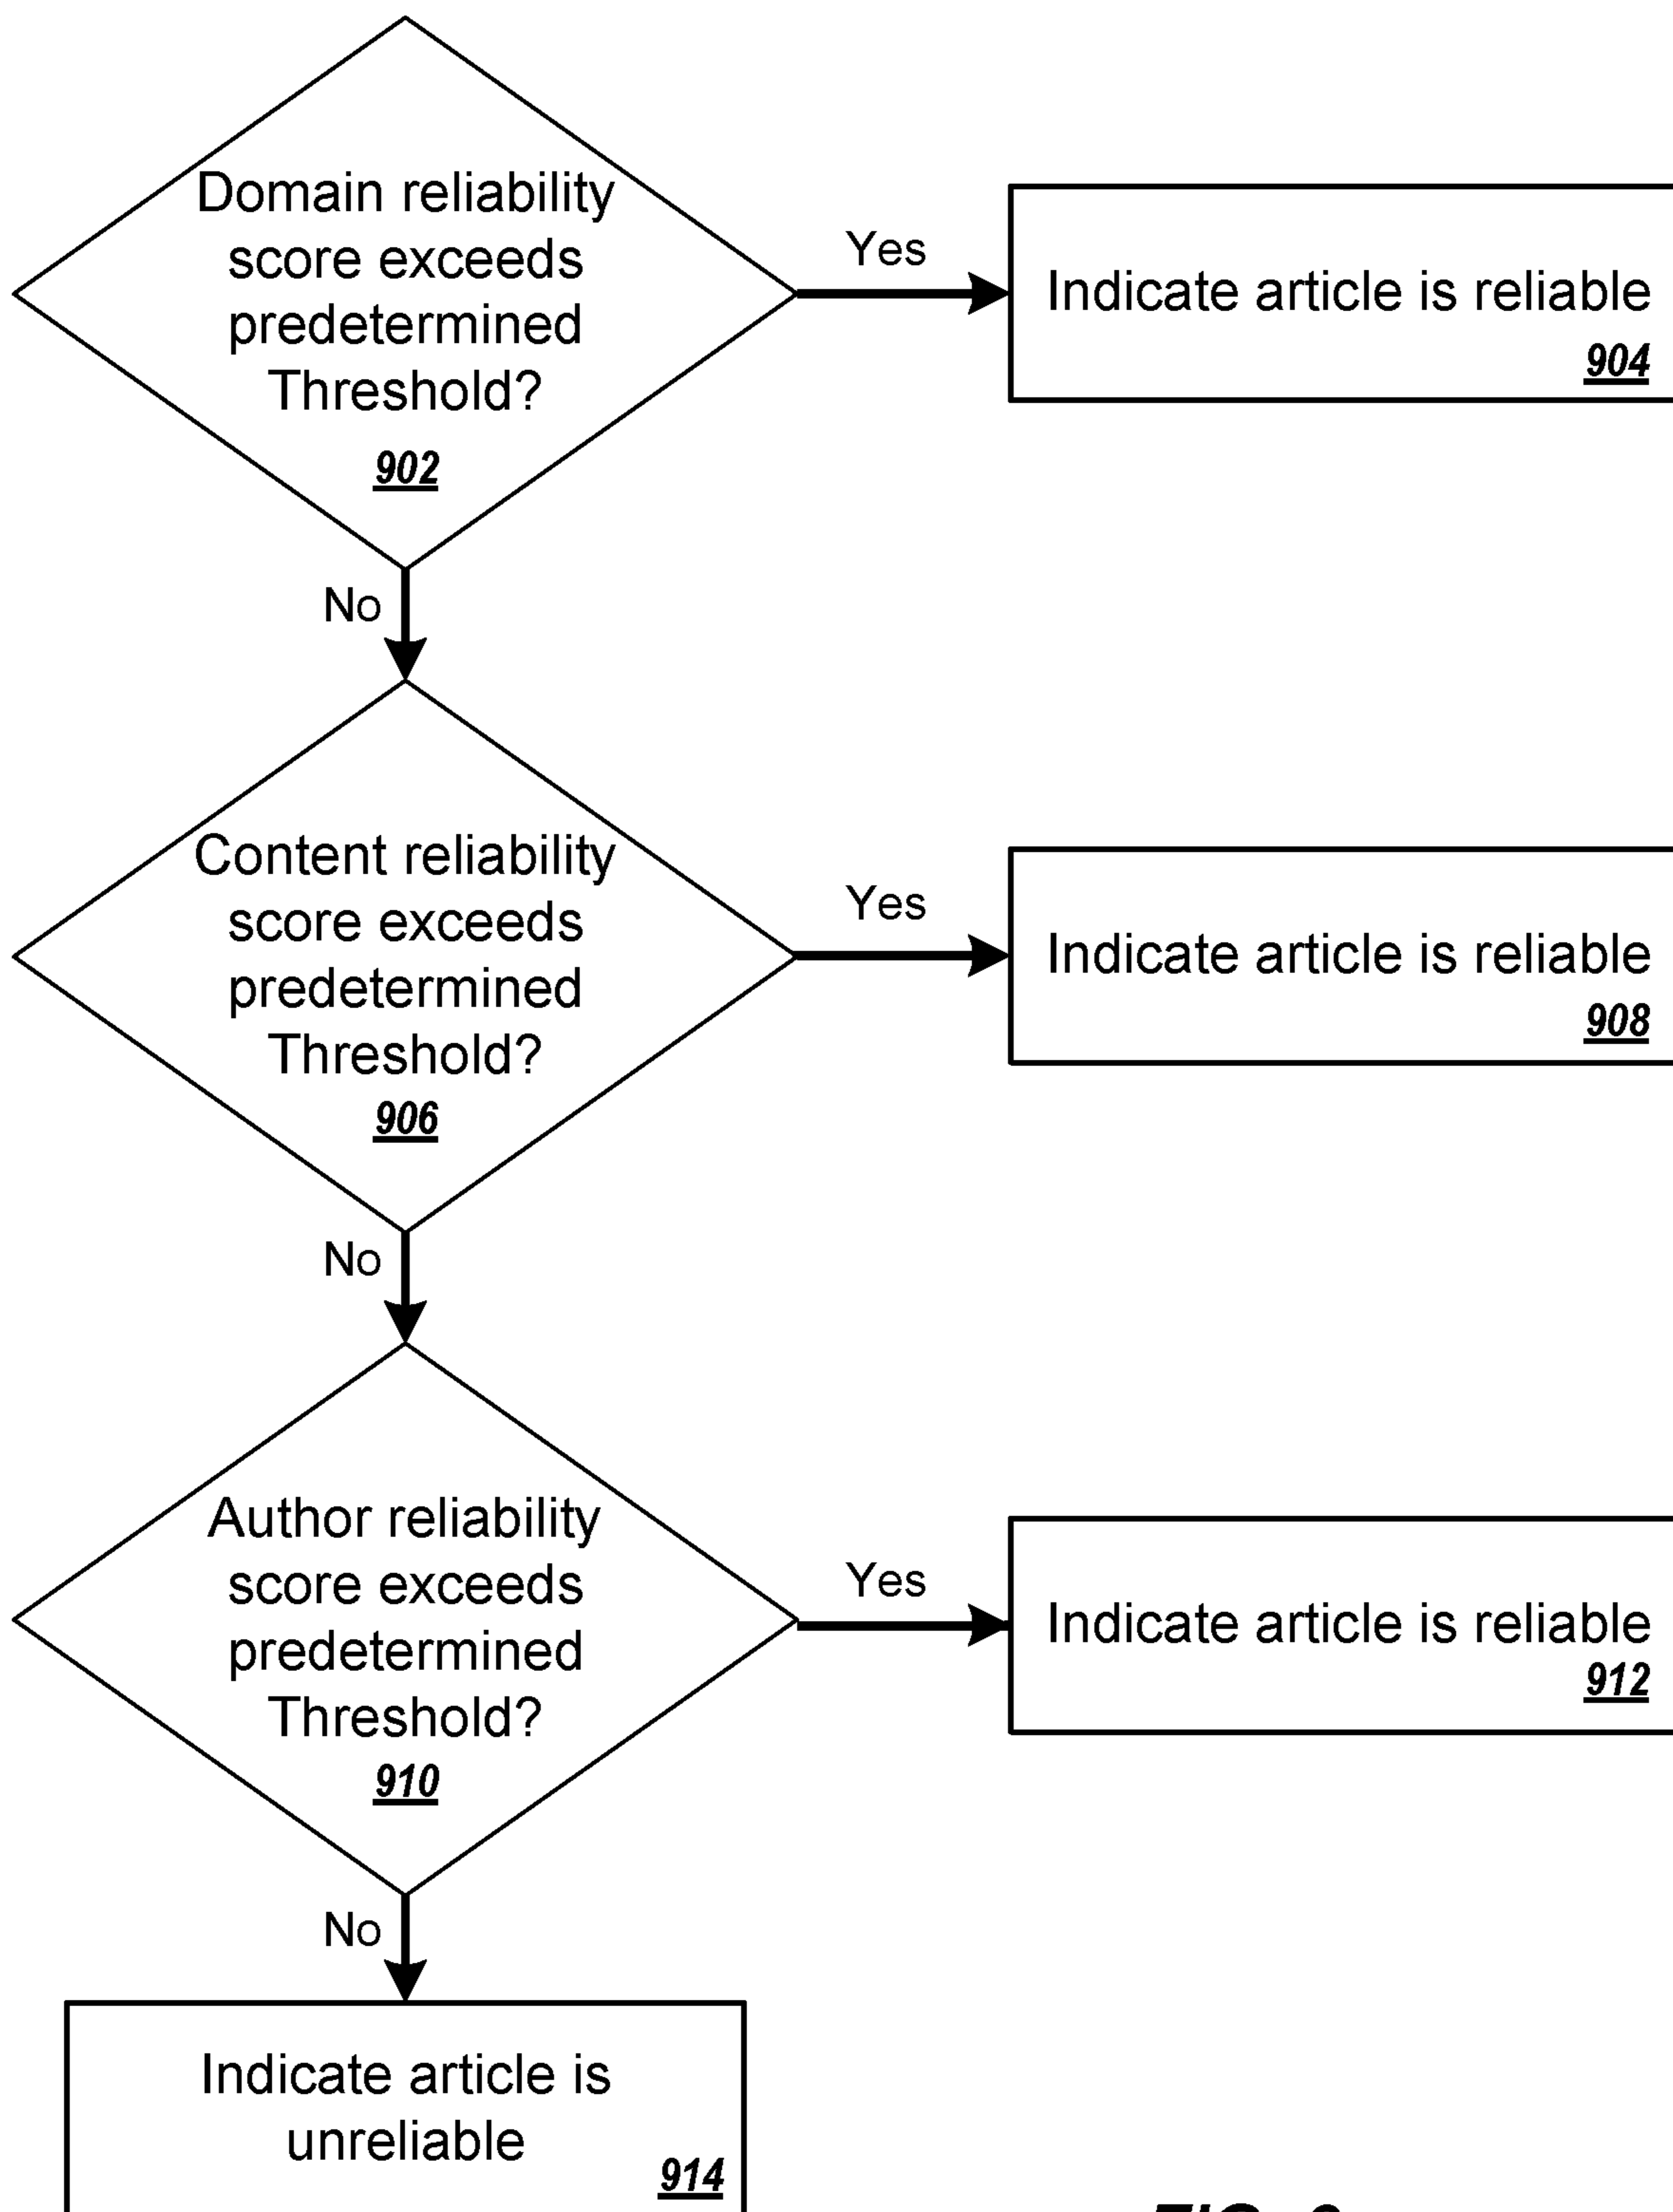 Domain reliability
score exceeds
predetermined
Threshold?
902
Yes
Indicate article is reliable
904
No
Content reliability
score exceeds
predetermined
Threshold?
906
Yes
Indicate article is reliable
908
No
Author reliability
score exceeds
predetermined
Threshold?
910
Yes
Indicate article is reliable
912
No
Indicate article is
unreliable
914